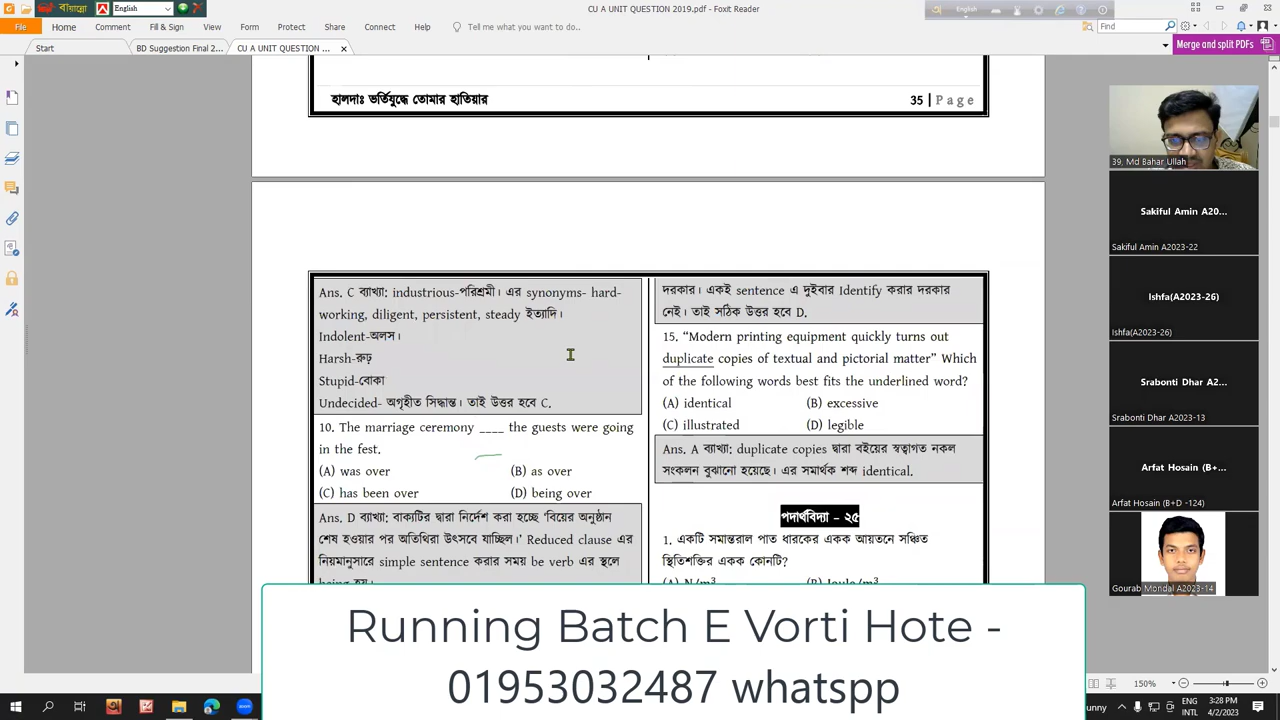 বাঁয়ান্নো
English
CU A UNIT QUESTION 2019.pdf - Foxit Reader
English
File
Home
Comment
Fill & Sign
View
Form
Protect
Share
Connect
Help
Tell me what you want to do..
Find
Start
BD Suggestion Final 2...
CU A UNIT QUESTION ...
Merge and split PDFs
হালদাঃ ভর্তিযুদ্ধে তোমার হাতিয়ার
35 | Page
Ans. C ব্যাখ্যা: industrious-পরিশ্রমী। এর synonyms- hard-
working, diligent, persistent, steady ইত্যাদি।
Indolent-অলস।
Harsh-রুঢ়
Stupid-বোকা
Undecided- অগৃহীত সিদ্ধান্ত। তাই উত্তর হবে C.
10. The marriage ceremony ____ the guests were going
in the fest.
(A) was over
(B) as over
(C) has been over
(D) being over
Ans. D ব্যাখ্যা: বাক্যটির দ্বারা নির্দেশ করা হচ্ছে ‘বিয়ের অনুষ্ঠান
শেষ হওয়ার পর অতিথিরা উৎসবে যাচ্ছিল।’ Reduced clause এর
নিয়মানুসারে simple sentence করার সময় be verb এর স্থলে
being হয়।
দরকার। একই sentence এ দুইবার Identify করার দরকার
নেই। তাই সঠিক উত্তর হবে D.
15. “Modern printing equipment quickly turns out
duplicate copies of textual and pictorial matter” Which
of the following words best fits the underlined word?
(A) identical
(B) excessive
(C) illustrated
(D) legible
Ans. A ব্যাখ্যা: duplicate copies দ্বারা বইয়ের স্বত্বাগত নকল
সংকলন বুঝানো হয়েছে। এর সমার্থক শব্দ identical.
পদার্থবিদ্যা – ২৫
1. একটি সমান্তরাল পাত ধারকের একক আয়তনে সঞ্চিত
স্থিতিশক্তির একক কোনটি?
(A) N/m³
(B) Joule/m³
39, Md Bahar Ullah
Sakiful Amin A20...
Sakiful Amin A2023-22
Ishfa(A2023-26)
Ishfa(A2023-26)
Srabonti Dhar A2...
Srabonti Dhar A2023-13
Arfat Hosain (B+...
Arfat Hosain (B+D -124)
Gourab Mondal A2023-14
Running Batch E Vorti Hote -
01953032487 whatspp
150%
unny
ENG
INTL
3:28 PM
4/2/2023